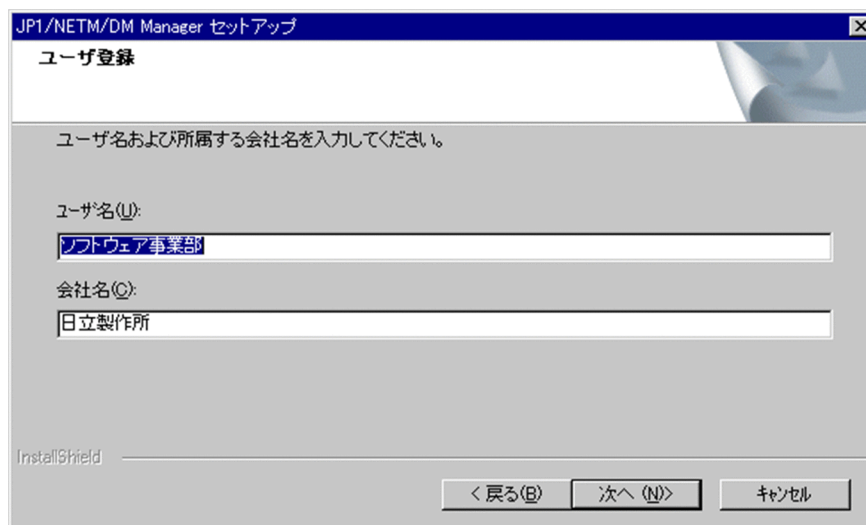 JP1/NETM/DM Manager セットアップ
ユーザ登録
ユーザ名および所属する会社名を入力してください。
ユーザ名(U):
ソフトウェア事業部
会社名(C):
日立製作所
InstallShield
< 戻る(B) 次へ (N)> キャンセル